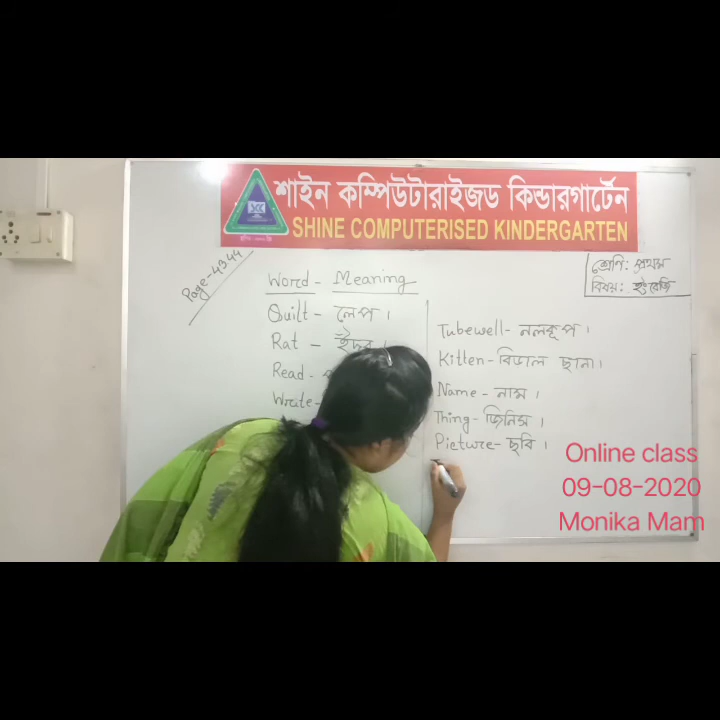 শাইন কম্পিউটারাইজড কিন্ডারগার্টেন
SHINE COMPUTERISED KINDERGARTEN
SCC
Page-43,44
শ্রেণি: প্রথম
বিষয়: ইংরেজি
Word - Meaning
Quilt - লেপ।
Rat - ইঁদুর।
Read -
Write -
Tubewell - নলকূপ।
Kitten - বিড়াল ছানা।
Name - নাম।
Thing - জিনিস।
Picture - ছবি।
Online class
09-08-2020
Monika Mam